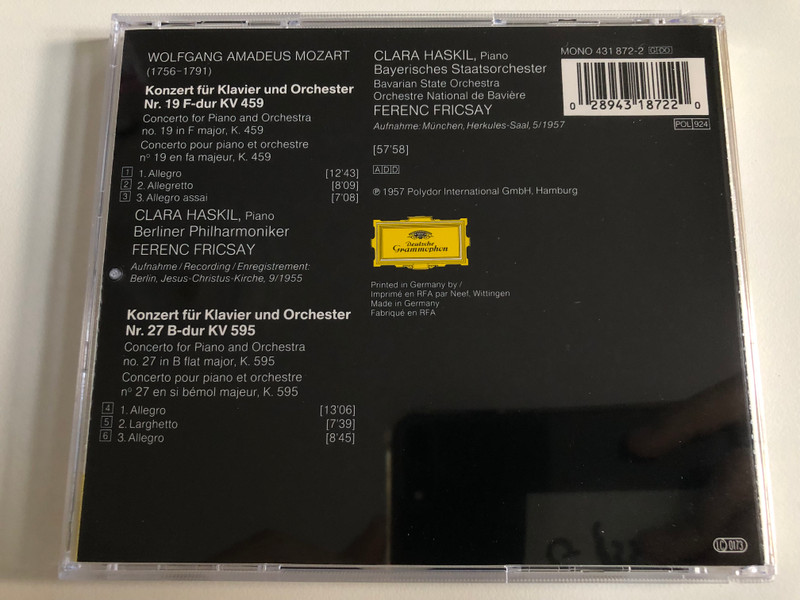 WOLFGANG AMADEUS MOZART
(1756–1791)
Konzert für Klavier und Orchester
Nr. 19 F-dur KV 459
Concerto for Piano and Orchestra
no. 19 in F major, K. 459
Concerto pour piano et orchestre
n° 19 en fa majeur, K. 459
1 1. Allegro [12'43]
2 2. Allegretto [8'09]
3 3. Allegro assai [7'08]
CLARA HASKIL, Piano
Berliner Philharmoniker
FERENC FRICSAY
Aufnahme / Recording / Enregistrement:
Berlin, Jesus-Christus-Kirche, 9/1955
Konzert für Klavier und Orchester
Nr. 27 B-dur KV 595
Concerto for Piano and Orchestra
no. 27 in B flat major, K. 595
Concerto pour piano et orchestre
n° 27 en si bémol majeur, K. 595
4 1. Allegro [13'06]
5 2. Larghetto [7'39]
6 3. Allegro [8'45]
CLARA HASKIL, Piano
Bayerisches Staatsorchester
Bavarian State Orchestra
Orchestre National de Bavière
FERENC FRICSAY
Aufnahme: München, Herkules-Saal, 5/1957
[57'58]
ADD
℗ 1957 Polydor International GmbH, Hamburg
Deutsche
Grammophon
Printed in Germany by /
Imprimé en RFA par Neef, Wittingen
Made in Germany
Fabriqué en RFA
MONO 431 872-2 GDO
0 28943 18722 0
POL 924
LC 0173